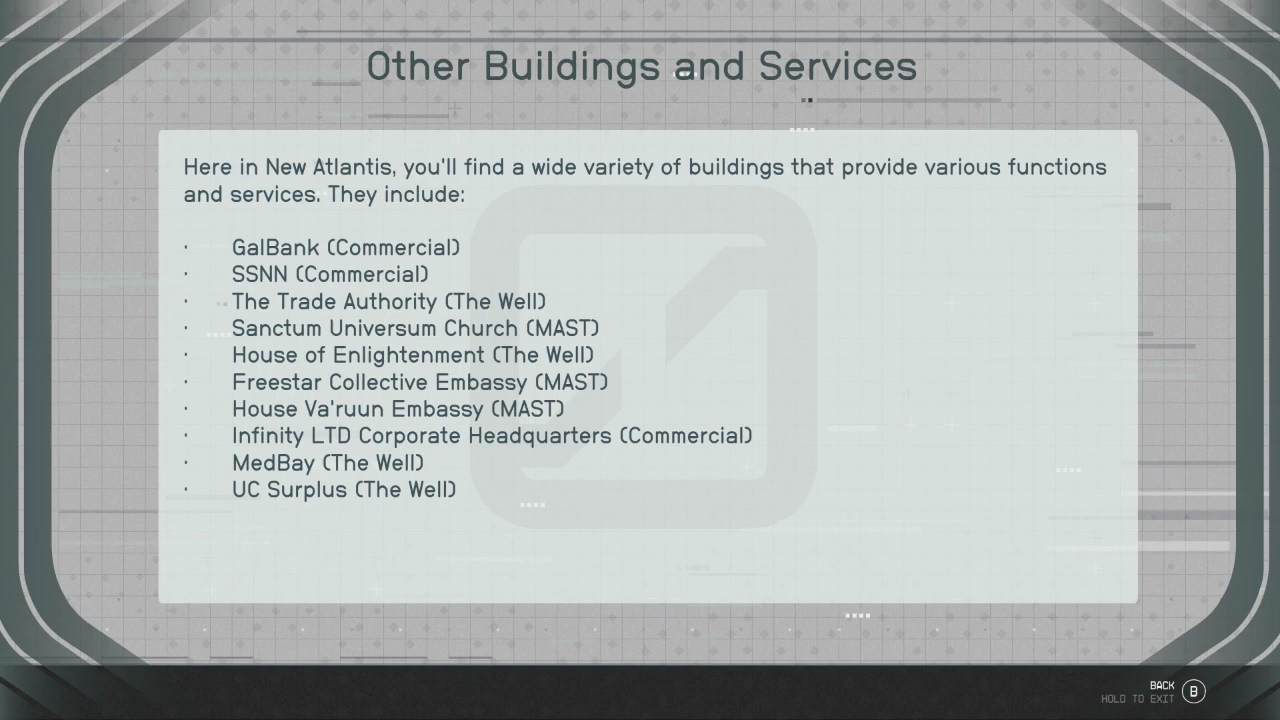 Other Buildings and Services
Here in New Atlantis, you'll find a wide variety of buildings that provide various functions
and services. They include:
· GalBank (Commercial)
· SSNN (Commercial)
· The Trade Authority (The Well)
· Sanctum Universum Church (MAST)
· House of Enlightenment (The Well)
· Freestar Collective Embassy (MAST)
· House Va'ruun Embassy (MAST)
· Infinity LTD Corporate Headquarters (Commercial)
· MedBay (The Well)
· UC Surplus (The Well)
BACK
HOLD TO EXIT
B